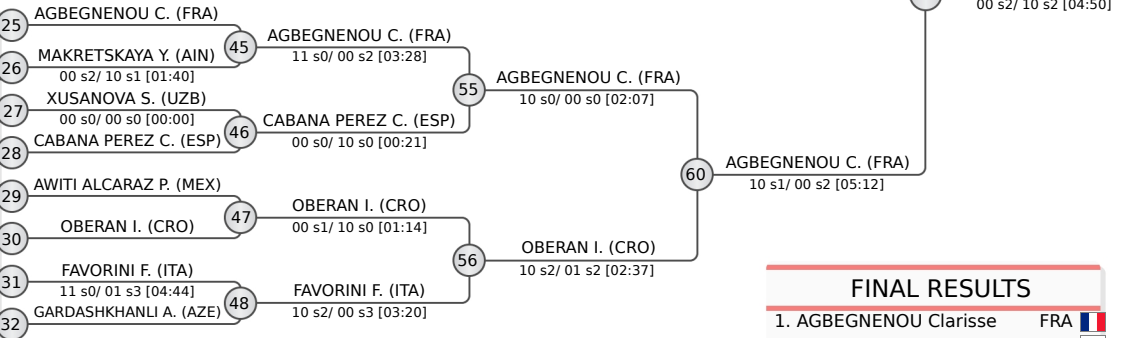 00 s2/ 10 s2 [04:50]
25
AGBEGNENOU C. (FRA)
45
AGBEGNENOU C. (FRA)
11 s0/ 00 s2 [03:28]
26
MAKRETSKAYA Y. (AIN)
00 s2/ 10 s1 [01:40]
55
AGBEGNENOU C. (FRA)
10 s0/ 00 s0 [02:07]
27
XUSANOVA S. (UZB)
00 s0/ 00 s0 [00:00]
46
CABANA PEREZ C. (ESP)
00 s0/ 10 s0 [00:21]
28
CABANA PEREZ C. (ESP)
60
AGBEGNENOU C. (FRA)
10 s1/ 00 s2 [05:12]
29
AWITI ALCARAZ P. (MEX)
47
OBERAN I. (CRO)
00 s1/ 10 s0 [01:14]
30
OBERAN I. (CRO)
56
OBERAN I. (CRO)
10 s2/ 01 s2 [02:37]
31
FAVORINI F. (ITA)
11 s0/ 01 s3 [04:44]
48
FAVORINI F. (ITA)
10 s2/ 00 s3 [03:20]
32
GARDASHKHANLI A. (AZE)
FINAL RESULTS
1. AGBEGNENOU Clarisse FRA